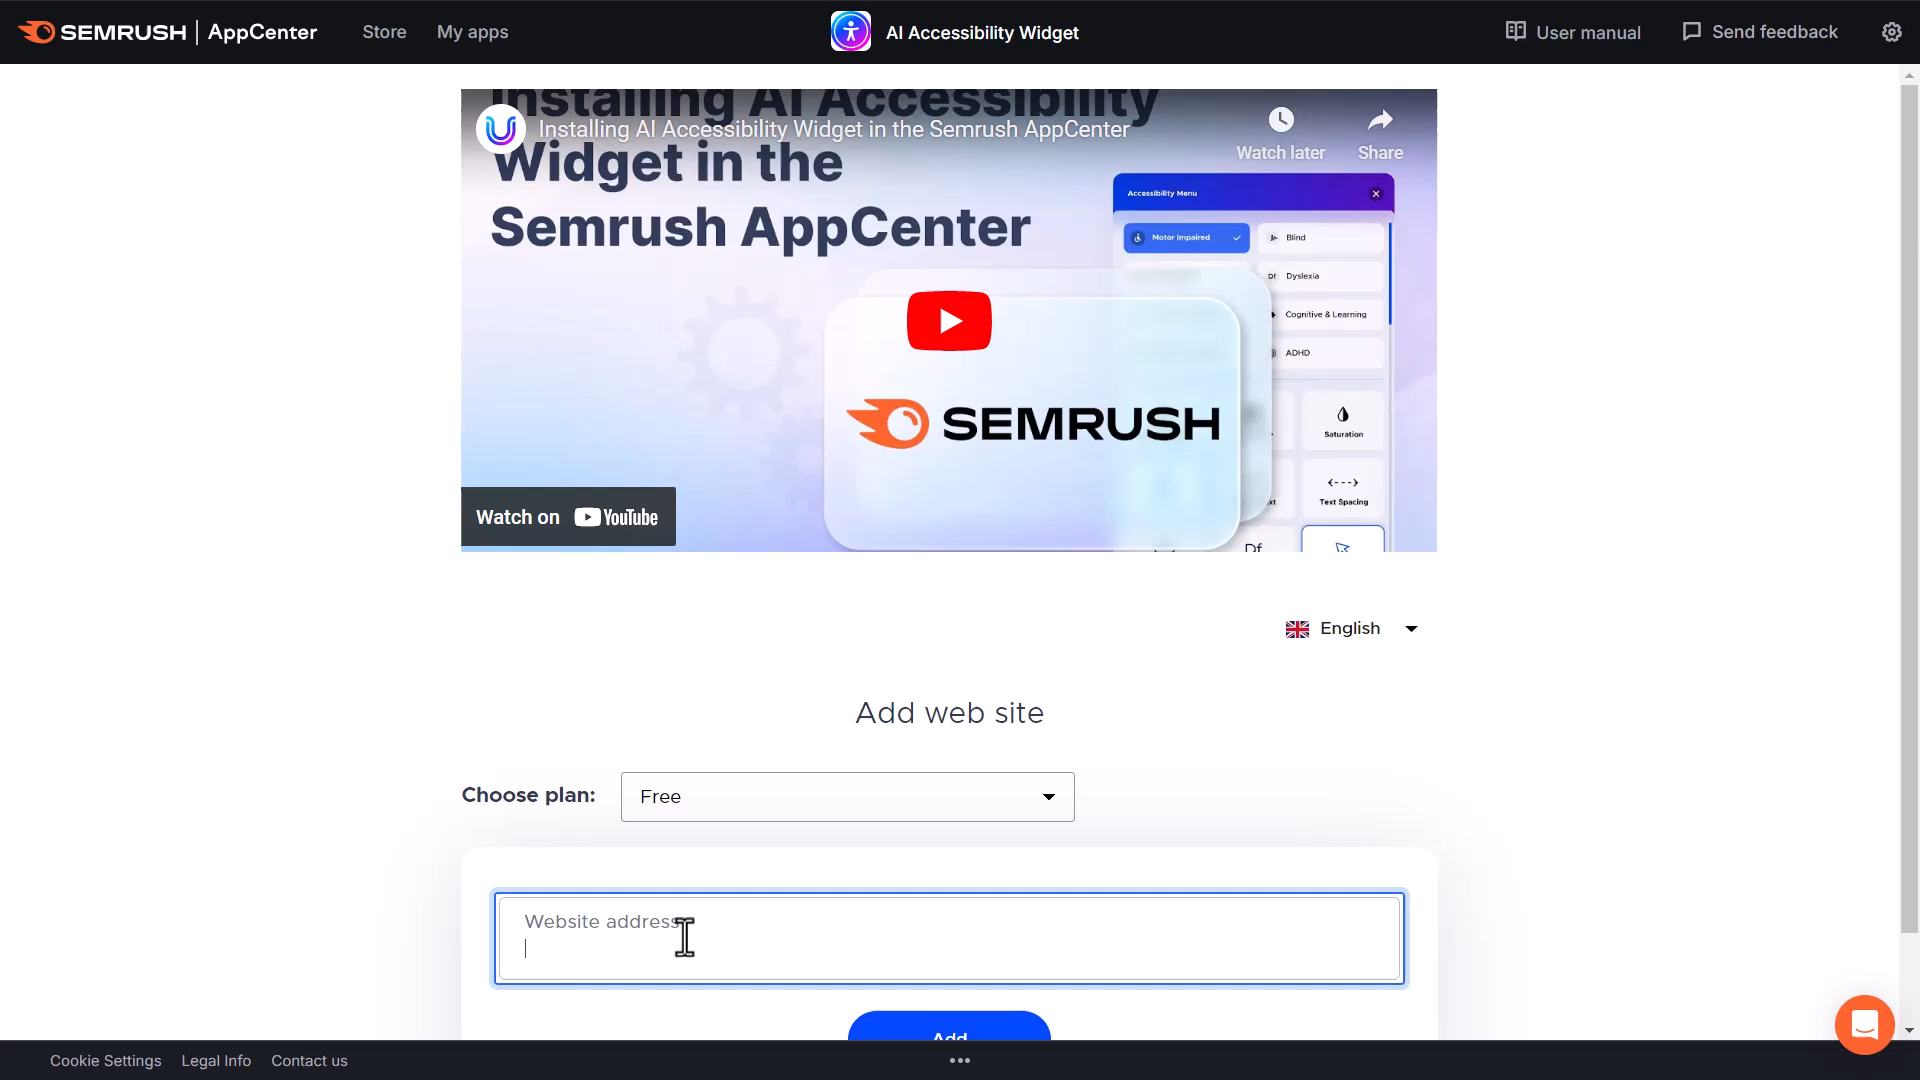 SEMRUSH | AppCenter Store My apps AI Accessibility Widget User manual Send feedback
Installing AI Accessibility
Widget in the
Semrush AppCenter
Installing AI Accessibility Widget in the Semrush AppCenter
Watch later Share
Accessibility Menu
Motor Impaired Blind
Df Dyslexia
Cognitive & Learning
ADHD
Saturation
Text Spacing
Df
SEMRUSH
Watch on YouTube
English
Add web site
Choose plan: Free
Website address
Add
Cookie Settings Legal Info Contact us